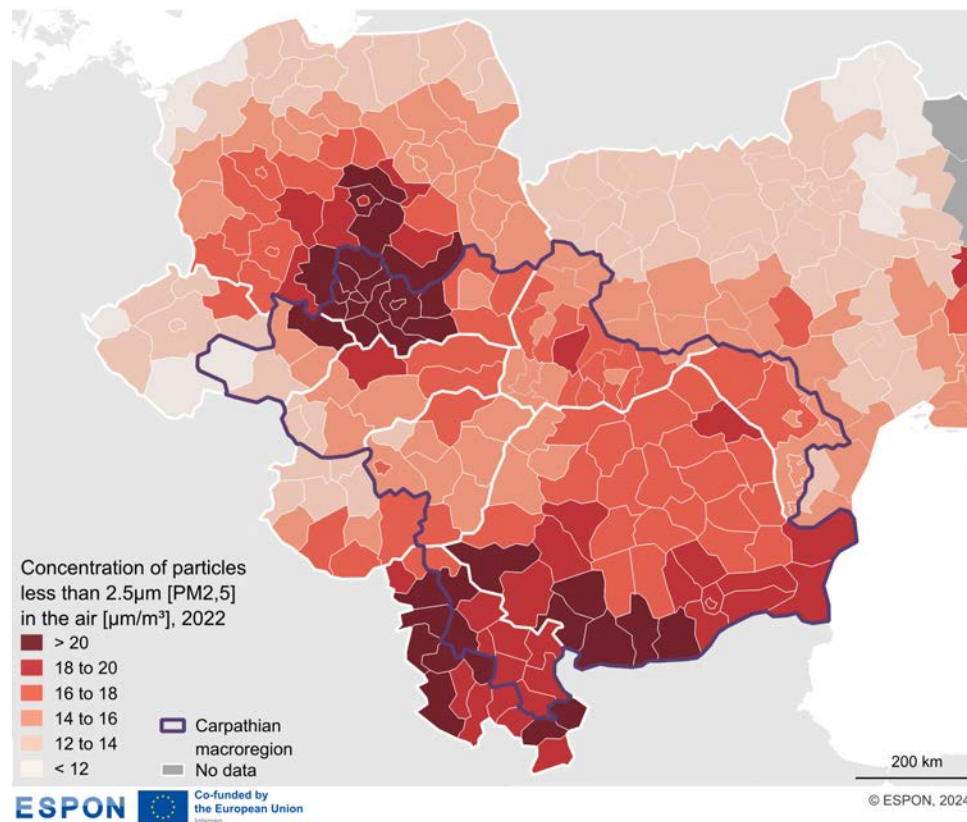 Concentration of particles
less than 2.5µm [PM2,5]
in the air [µm/m³], 2022
> 20
18 to 20
16 to 18
14 to 16
12 to 14
< 12
Carpathian
macroregion
No data
200 km
ESPON
Co-funded by
the European Union
Interreg
© ESPON, 2024